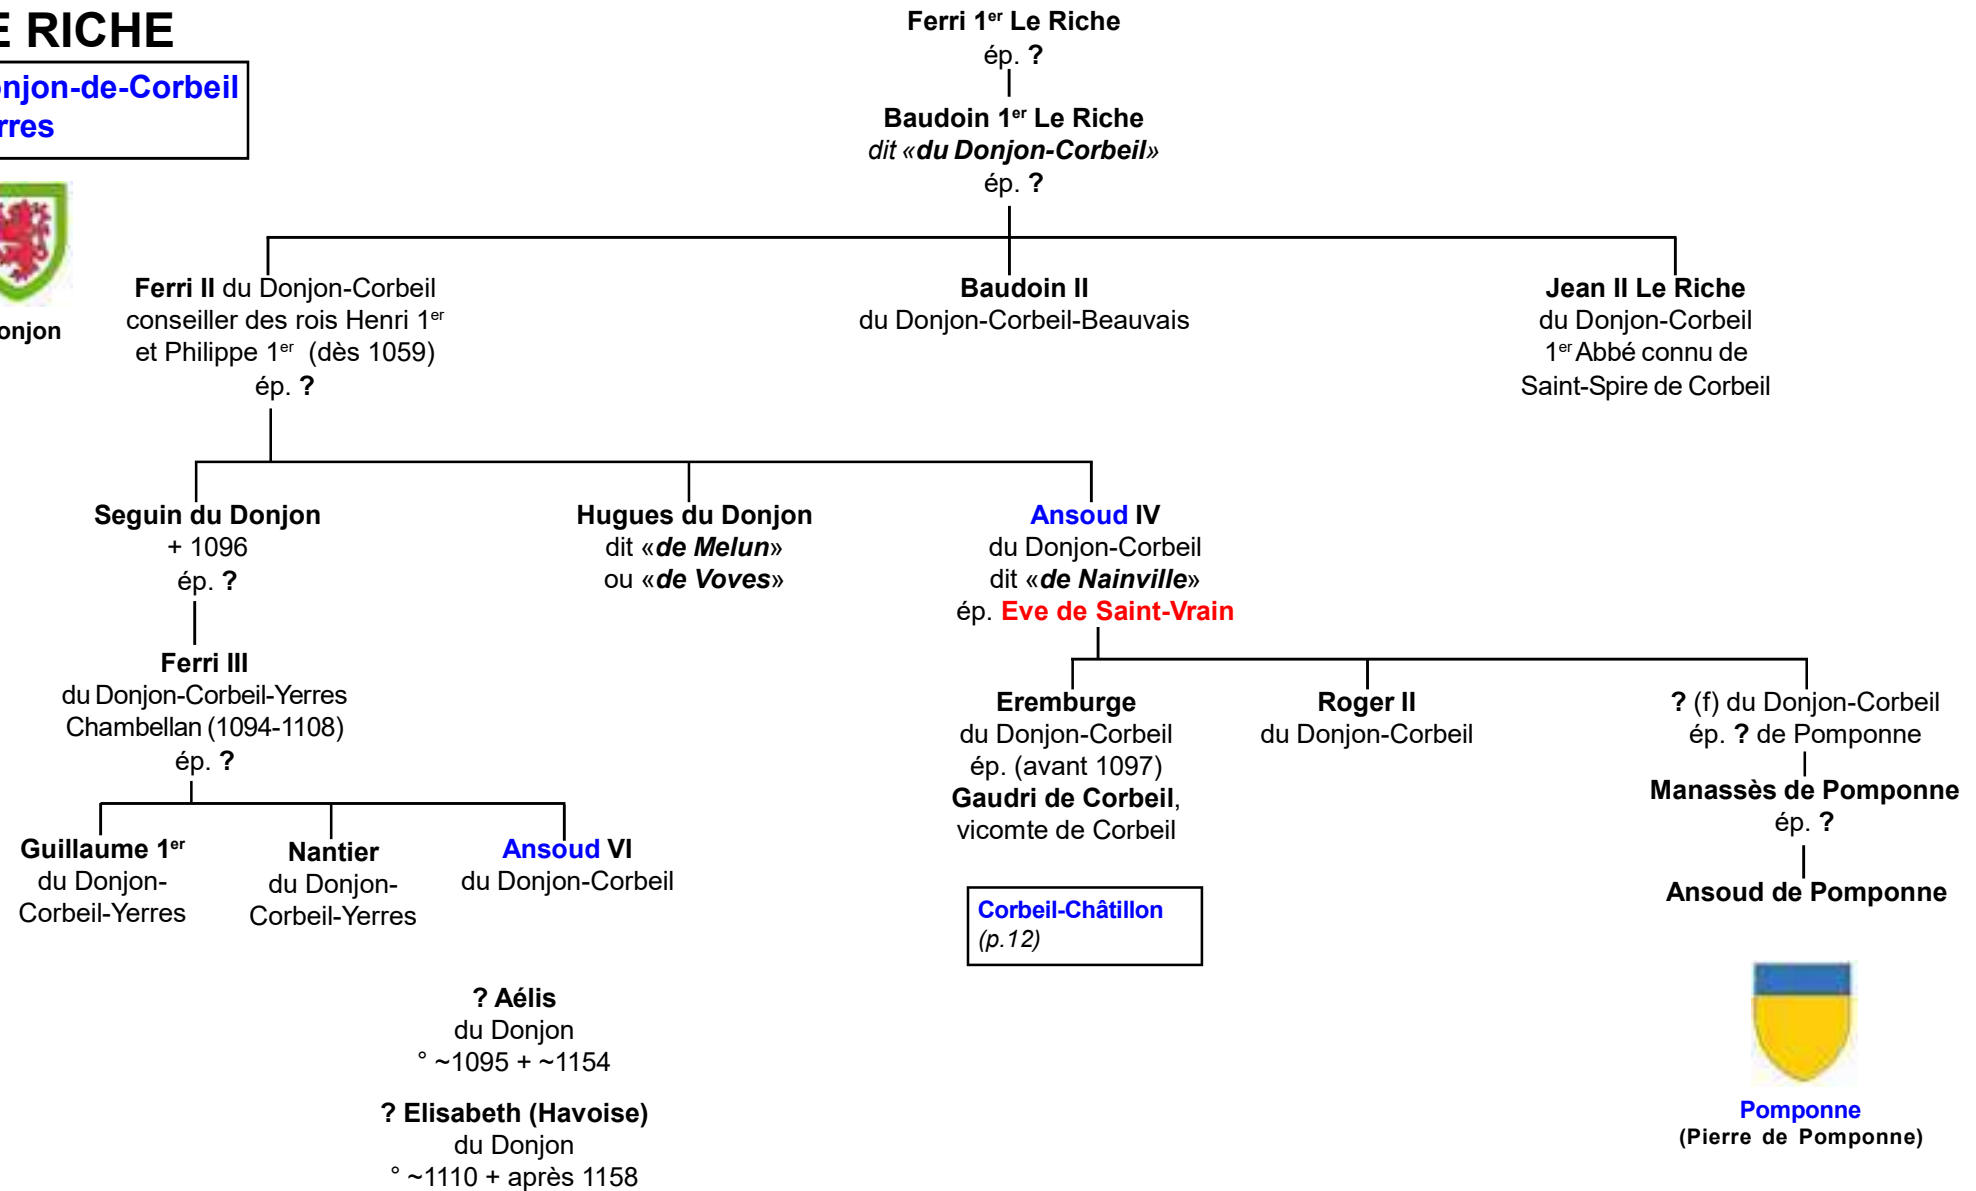 E RICHE
onjon-de-Corbeil
rres
onjon
Ferri 1er Le Riche
ép. ?
Baudoin 1er Le Riche
dit «du Donjon-Corbeil»
ép. ?
Ferri II du Donjon-Corbeil
conseiller des rois Henri 1er
et Philippe 1er (dès 1059)
ép. ?
Baudoin II
du Donjon-Corbeil-Beauvais
Jean II Le Riche
du Donjon-Corbeil
1er Abbé connu de
Saint-Spire de Corbeil
Seguin du Donjon
+ 1096
ép. ?
Hugues du Donjon
dit «de Melun»
ou «de Voves»
Ansoud IV
du Donjon-Corbeil
dit «de Nainville»
ép. Eve de Saint-Vrain
Ferri III
du Donjon-Corbeil-Yerres
Chambellan (1094-1108)
ép. ?
Eremburge
du Donjon-Corbeil
ép. (avant 1097)
Gaudri de Corbeil,
vicomte de Corbeil
Roger II
du Donjon-Corbeil
? (f) du Donjon-Corbeil
ép. ? de Pomponne
Manassès de Pomponne
ép. ?
Ansoud de Pomponne
Guillaume 1er
du Donjon-
Corbeil-Yerres
Nantier
du Donjon-
Corbeil-Yerres
Ansoud VI
du Donjon-Corbeil
Corbeil-Châtillon
(p.12)
? Aélis
du Donjon
° ~1095 + ~1154
? Elisabeth (Havoise)
du Donjon
° ~1110 + après 1158
Pomponne
(Pierre de Pomponne)